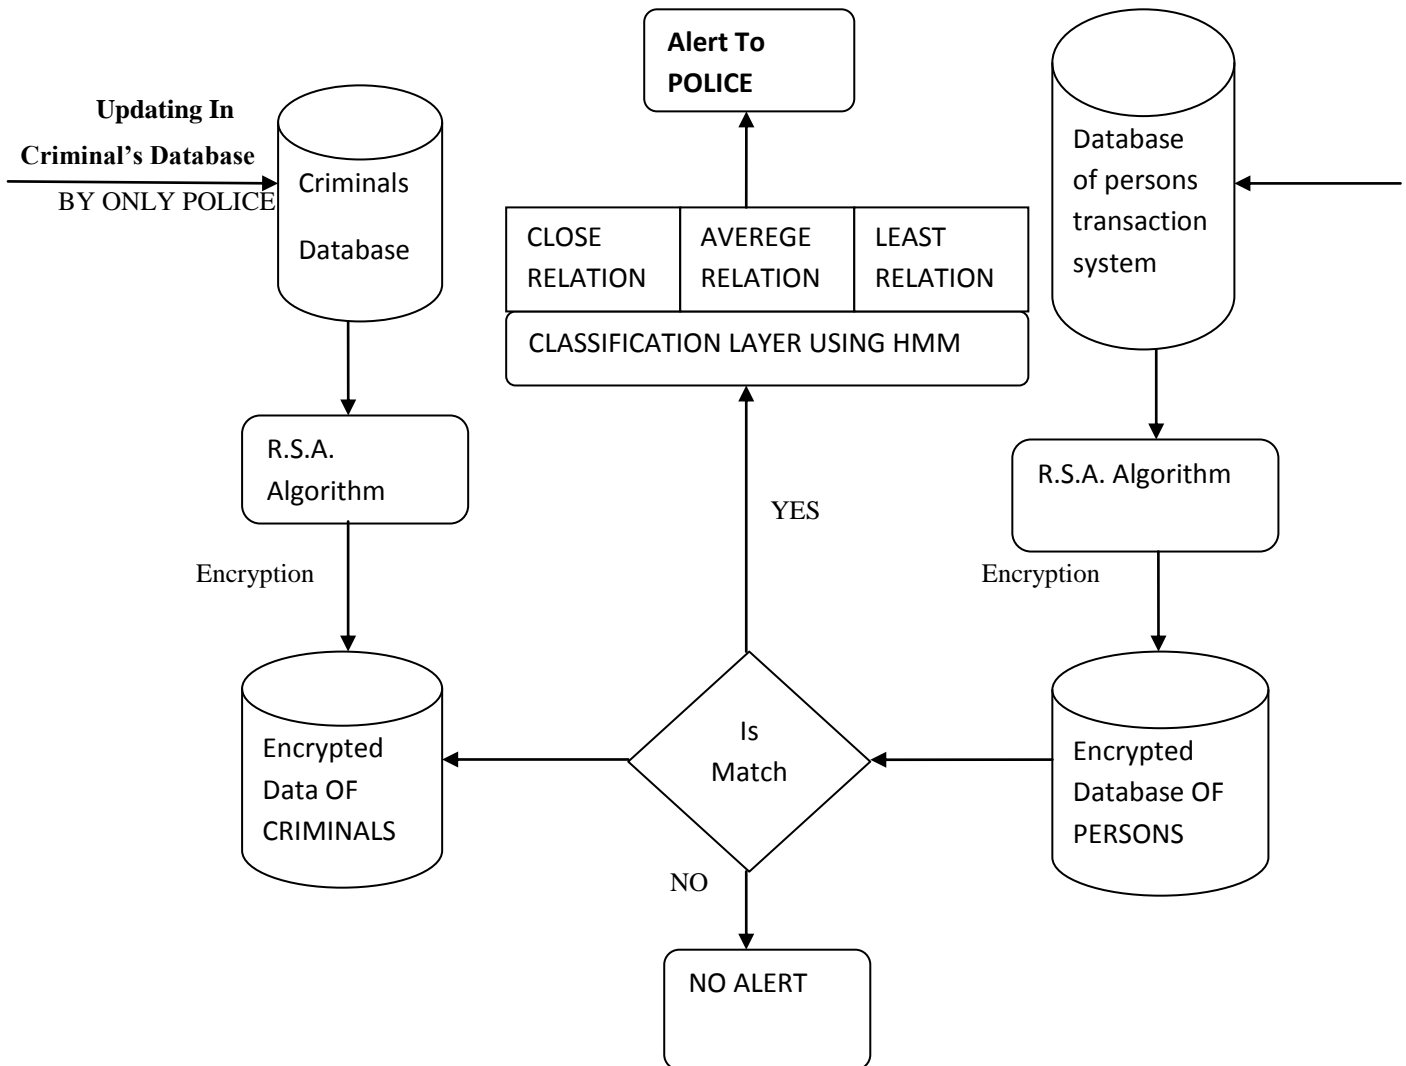 Alert To
POLICE
Updating In
Criminal’s Database
BY ONLY POLICE
Criminals
Database
Database
of persons
transaction
system
CLOSE
RELATION
AVEREGE
RELATION
LEAST
RELATION
CLASSIFICATION LAYER USING HMM
R.S.A.
Algorithm
R.S.A. Algorithm
YES
Encryption
Encryption
Is
Match
Encrypted
Data OF
CRIMINALS
Encrypted
Database OF
PERSONS
NO
NO ALERT